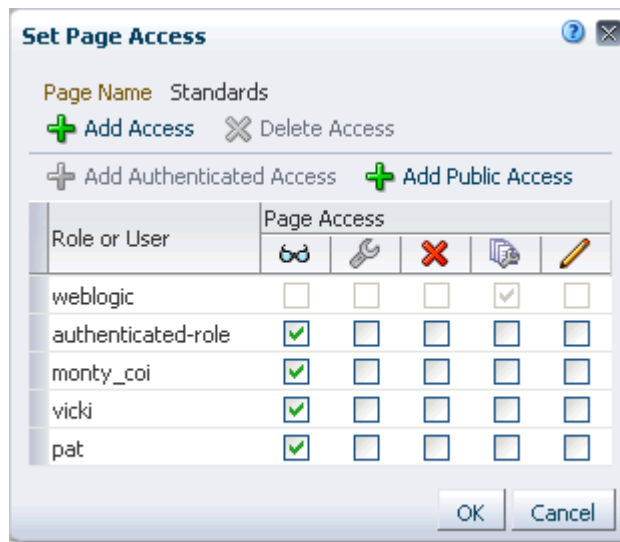 Set Page Access
Page Name Standards
Add Access Delete Access
Add Authenticated Access Add Public Access
Role or User Page Access
weblogic
authenticated-role
monty_coi
vicki
pat
OK Cancel